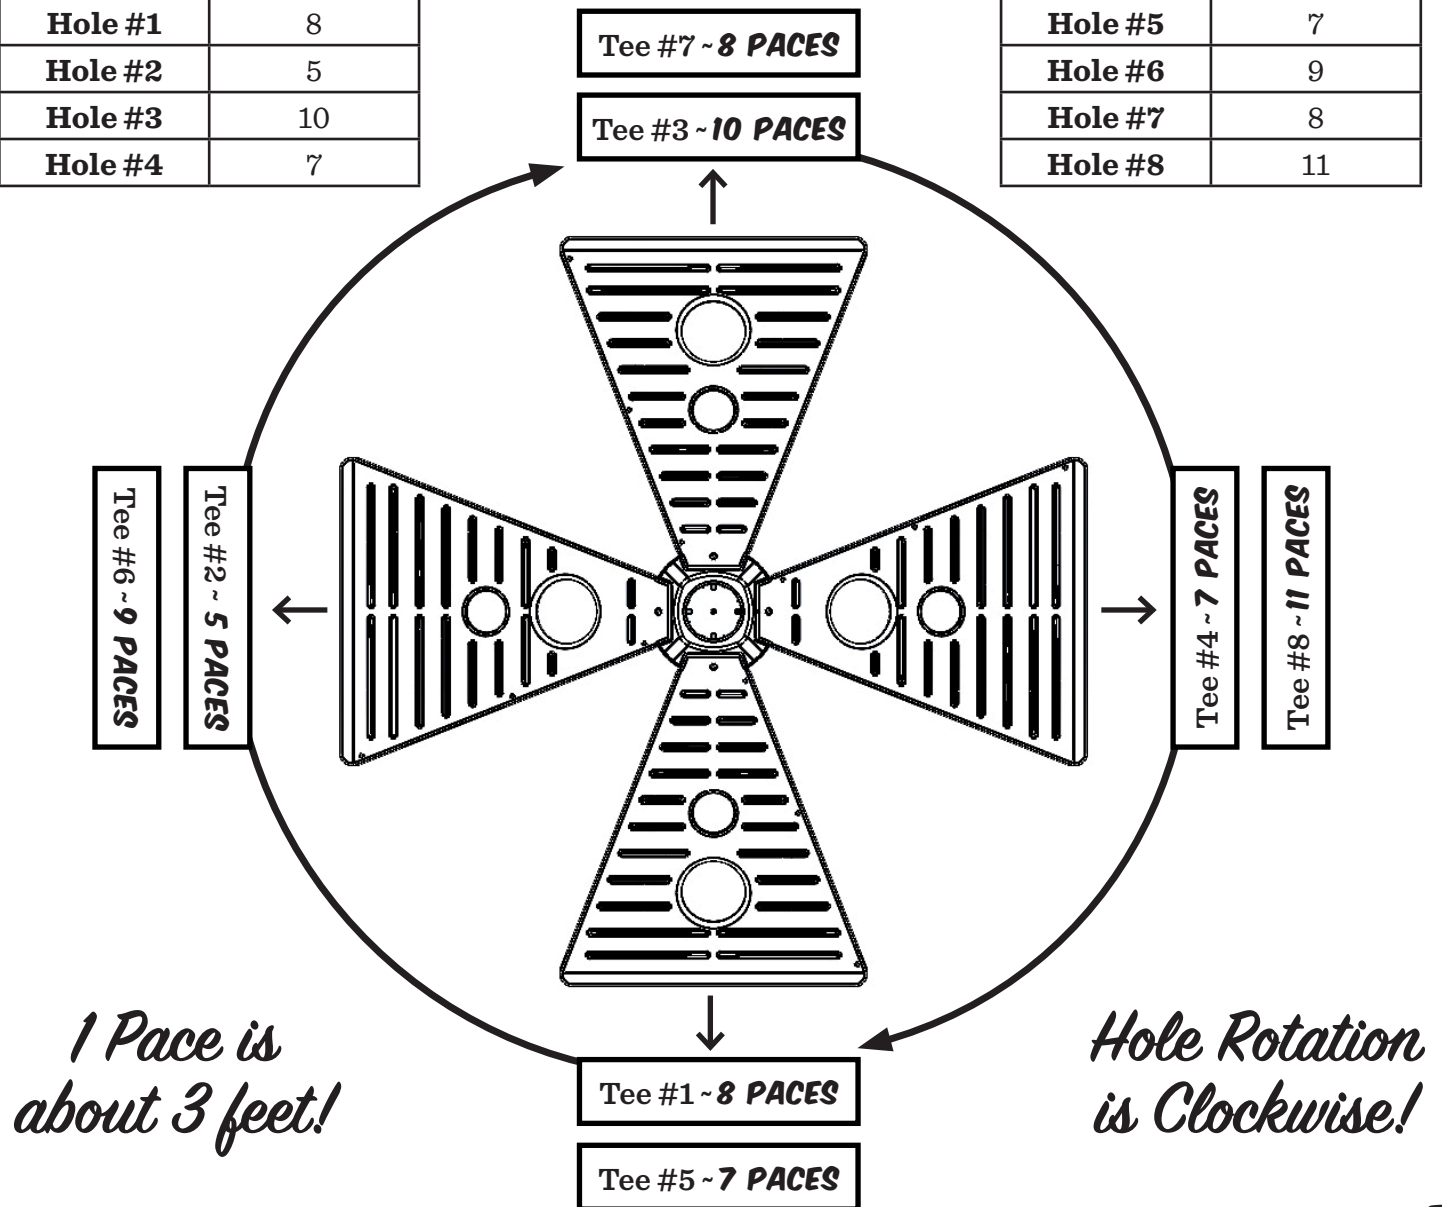 Hole #1 8
Hole #2 5
Hole #3 10
Hole #4 7
Hole #5 7
Hole #6 9
Hole #7 8
Hole #8 11
Tee #7 ~ 8 PACES
Tee #3 ~ 10 PACES
Tee #6 ~ 9 PACES
Tee #2 ~ 5 PACES
Tee #4 ~ 7 PACES
Tee #8 ~ 11 PACES
Tee #1 ~ 8 PACES
Tee #5 ~ 7 PACES
1 Pace is
about 3 feet!
Hole Rotation
is Clockwise!